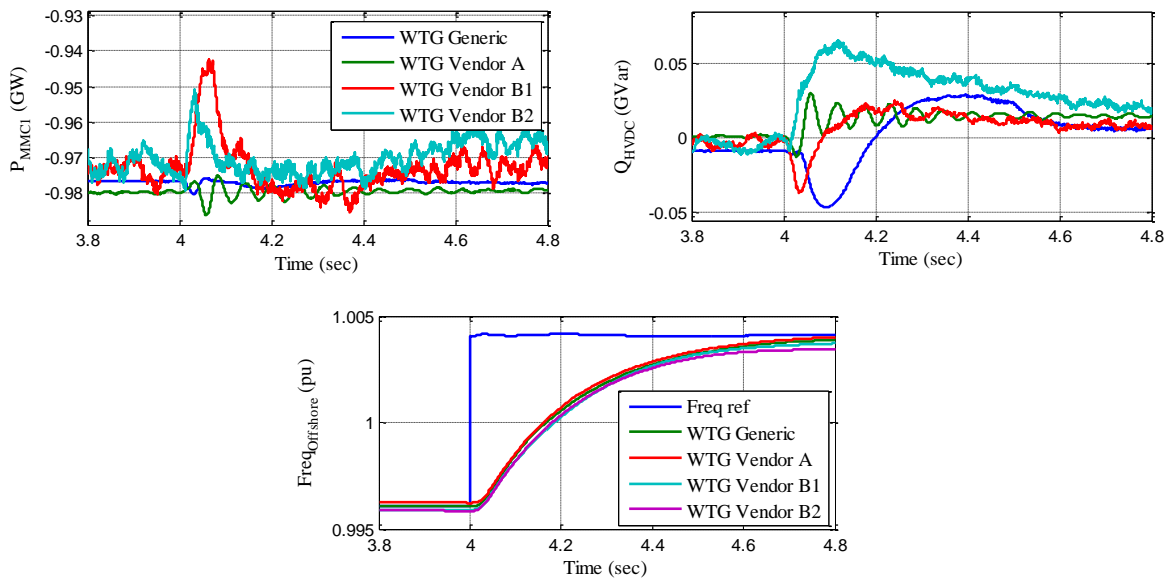 -0.93
-0.94
-0.95
-0.96
-0.97
-0.98
P_MMC1 (GW)
3.8
4
4.2
4.4
4.6
4.8
Time (sec)
WTG Generic
WTG Vendor A
WTG Vendor B1
WTG Vendor B2
0.05
0
-0.05
Q_HVDC (GVar)
3.8
4
4.2
4.4
4.6
4.8
Time (sec)
1.005
1
0.995
Freq_Offshore (pu)
3.8
4
4.2
4.4
4.6
4.8
Time (sec)
Freq ref
WTG Generic
WTG Vendor A
WTG Vendor B1
WTG Vendor B2